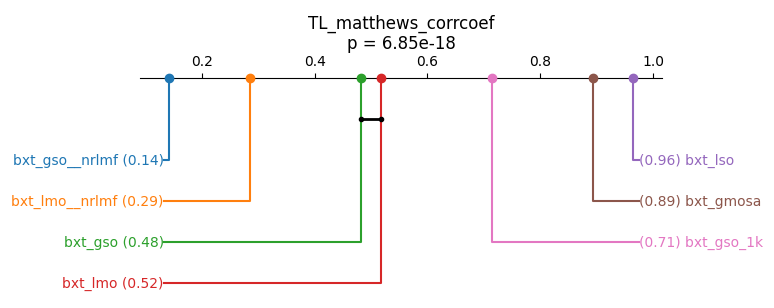 TL_matthews_corrcoef
p = 6.85e-18
0.2 0.4 0.6 0.8 1.0
bxt_gso__nrlmf (0.14) (0.96) bxt_lso
bxt_lmo__nrlmf (0.29) (0.89) bxt_gmosa
bxt_gso (0.48) (0.71) bxt_gso_1k
bxt_lmo (0.52)